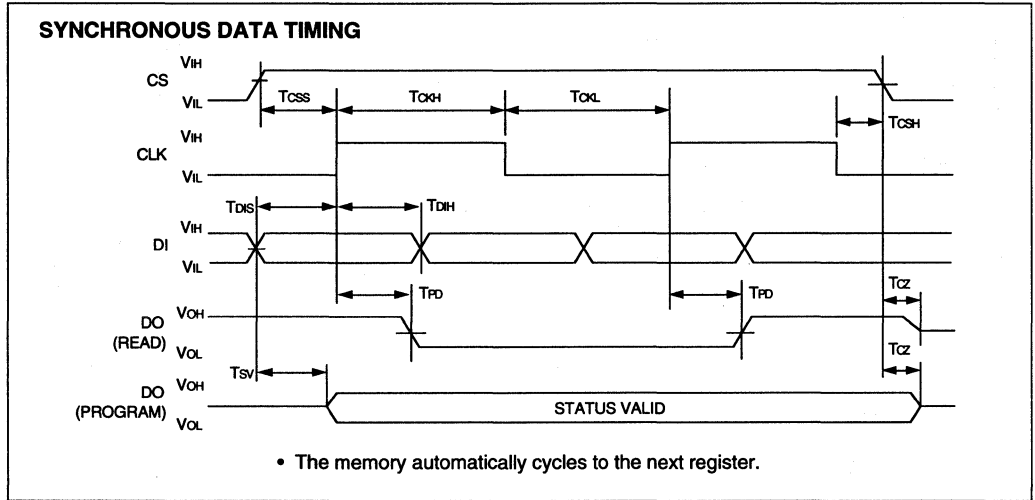 SYNCHRONOUS DATA TIMING
CS
VIH
VIL
TCSS
TCKH
TCKL
TCSH
CLK
VIH
VIL
TDIS
TDIH
DI
VIH
VIL
TPD
TPD
TCZ
DO
(READ)
VOH
VOL
TSV
TCZ
DO
(PROGRAM)
VOH
VOL
STATUS VALID
• The memory automatically cycles to the next register.